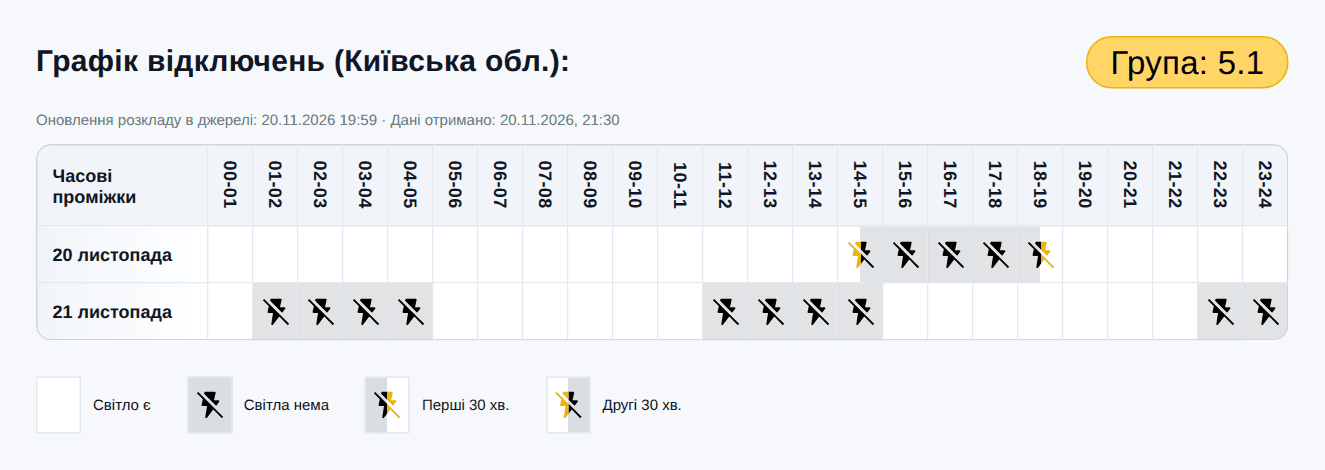 Графік відключень (Київська обл.):
Група: 5.1
Оновлення розкладу в джерелі: 20.11.2026 19:59 · Дані отримано: 20.11.2026, 21:30
Часові
проміжки
00-01
01-02
02-03
03-04
04-05
05-06
06-07
07-08
08-09
09-10
10-11
11-12
12-13
13-14
14-15
15-16
16-17
17-18
18-19
19-20
20-21
21-22
22-23
23-24
20 листопада
21 листопада
Світло є
Світла нема
Перші 30 хв.
Другі 30 хв.